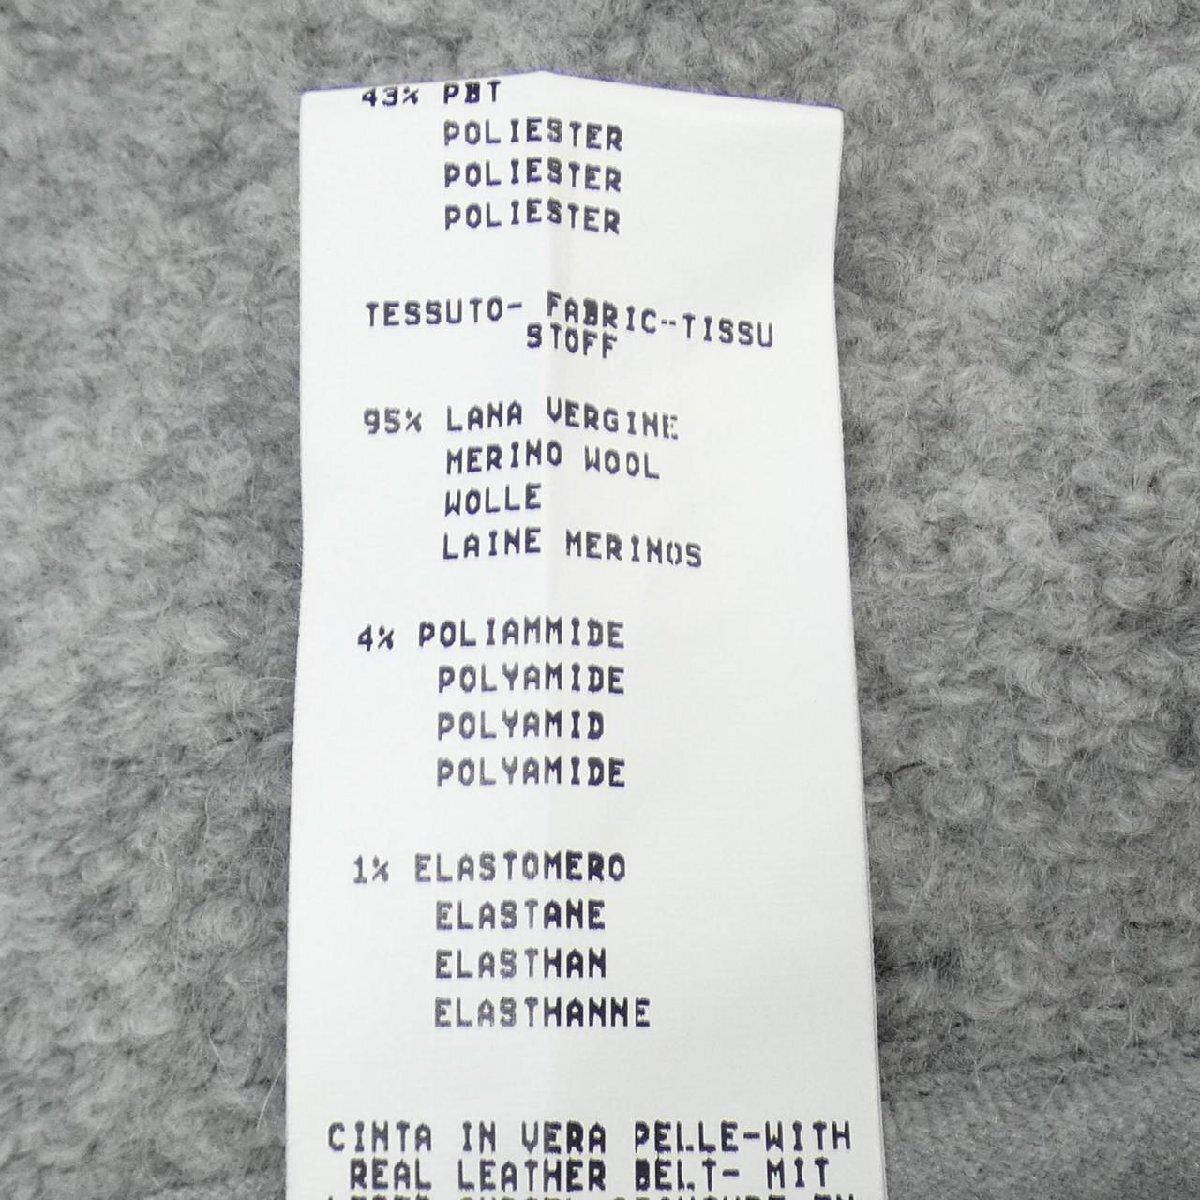 43% PBT
POLIESTER
POLIESTER
POLIESTER
TESSUTO- FABRIC--TISSU
STOFF
95% LANA VERGINE
MERINO WOOL
WOLLE
LAINE MERINOS
4% POLIAMMIDE
POLYAMIDE
POLYAMID
POLYAMIDE
1% ELASTOMERO
ELASTANE
ELASTHAN
ELASTHANNE
CINTA IN VERA PELLE-WITH
REAL LEATHER BELT- MIT